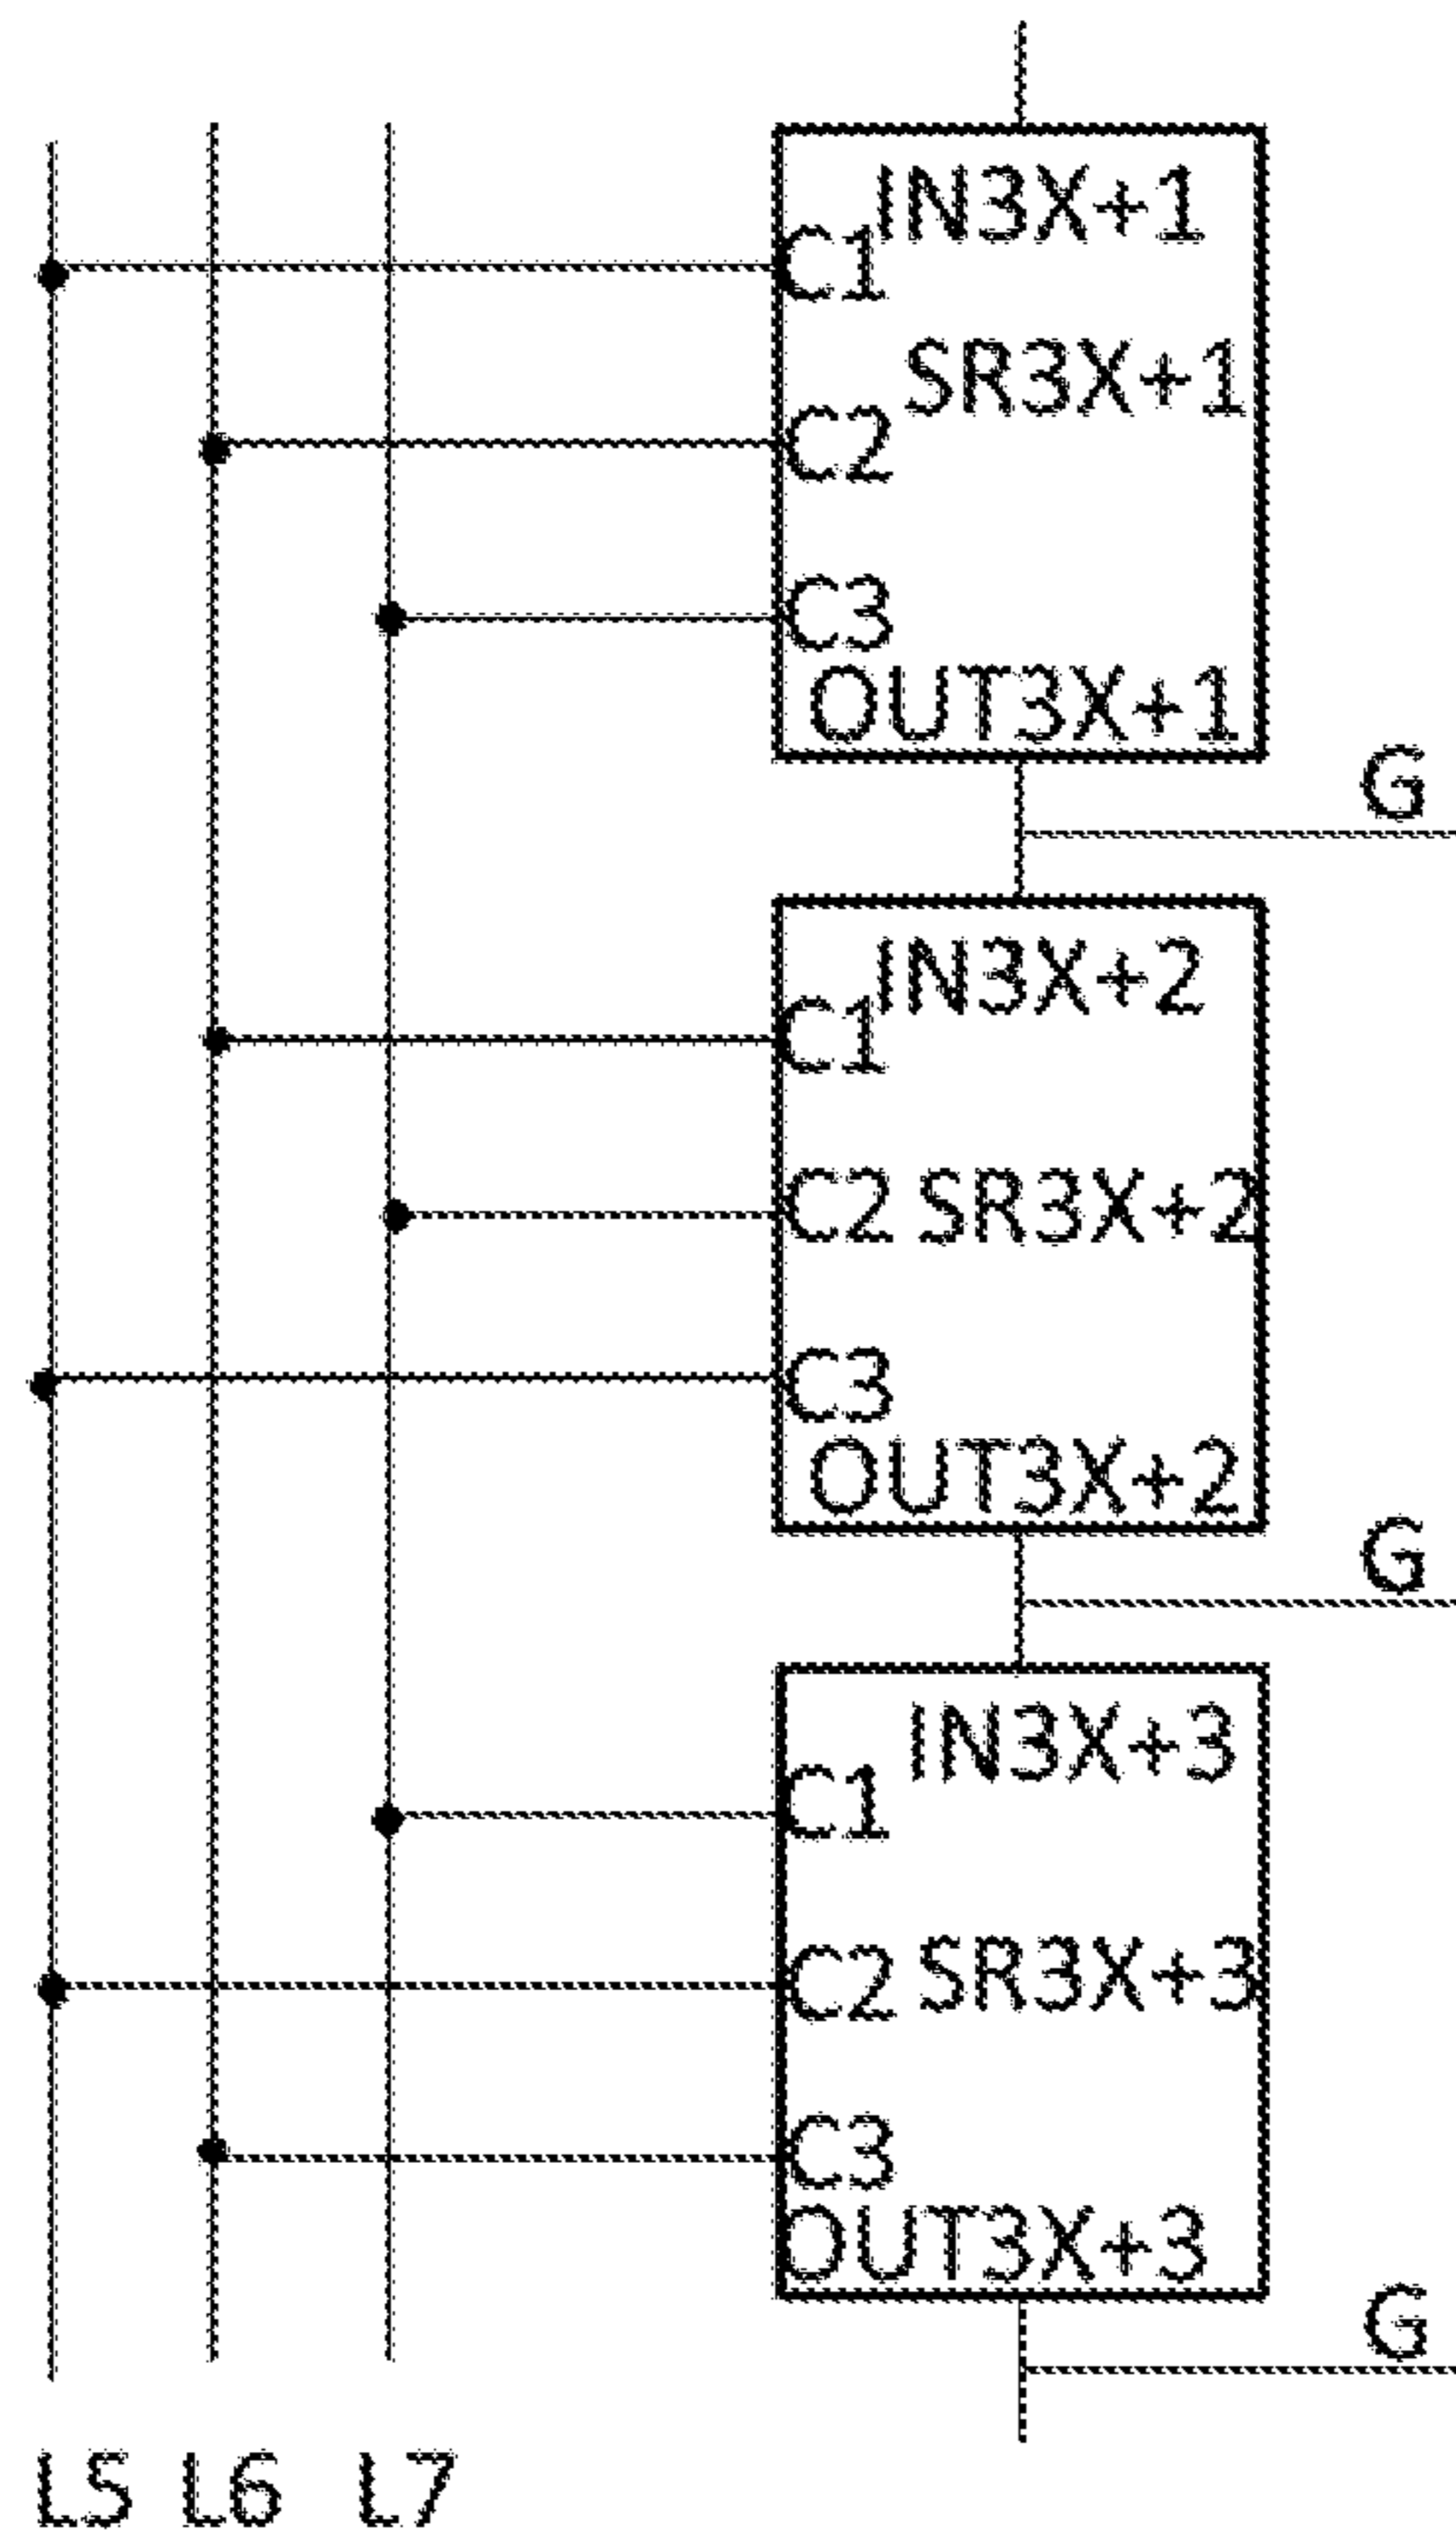 IN3X+1
C1
SR3X+1
C2
C3
OUT3X+1
G
IN3X+2
C1
C2 SR3X+2
C3
OUT3X+2
G
IN3X+3
C1
C2 SR3X+3
C3
OUT3X+3
G
L5 L6 L7